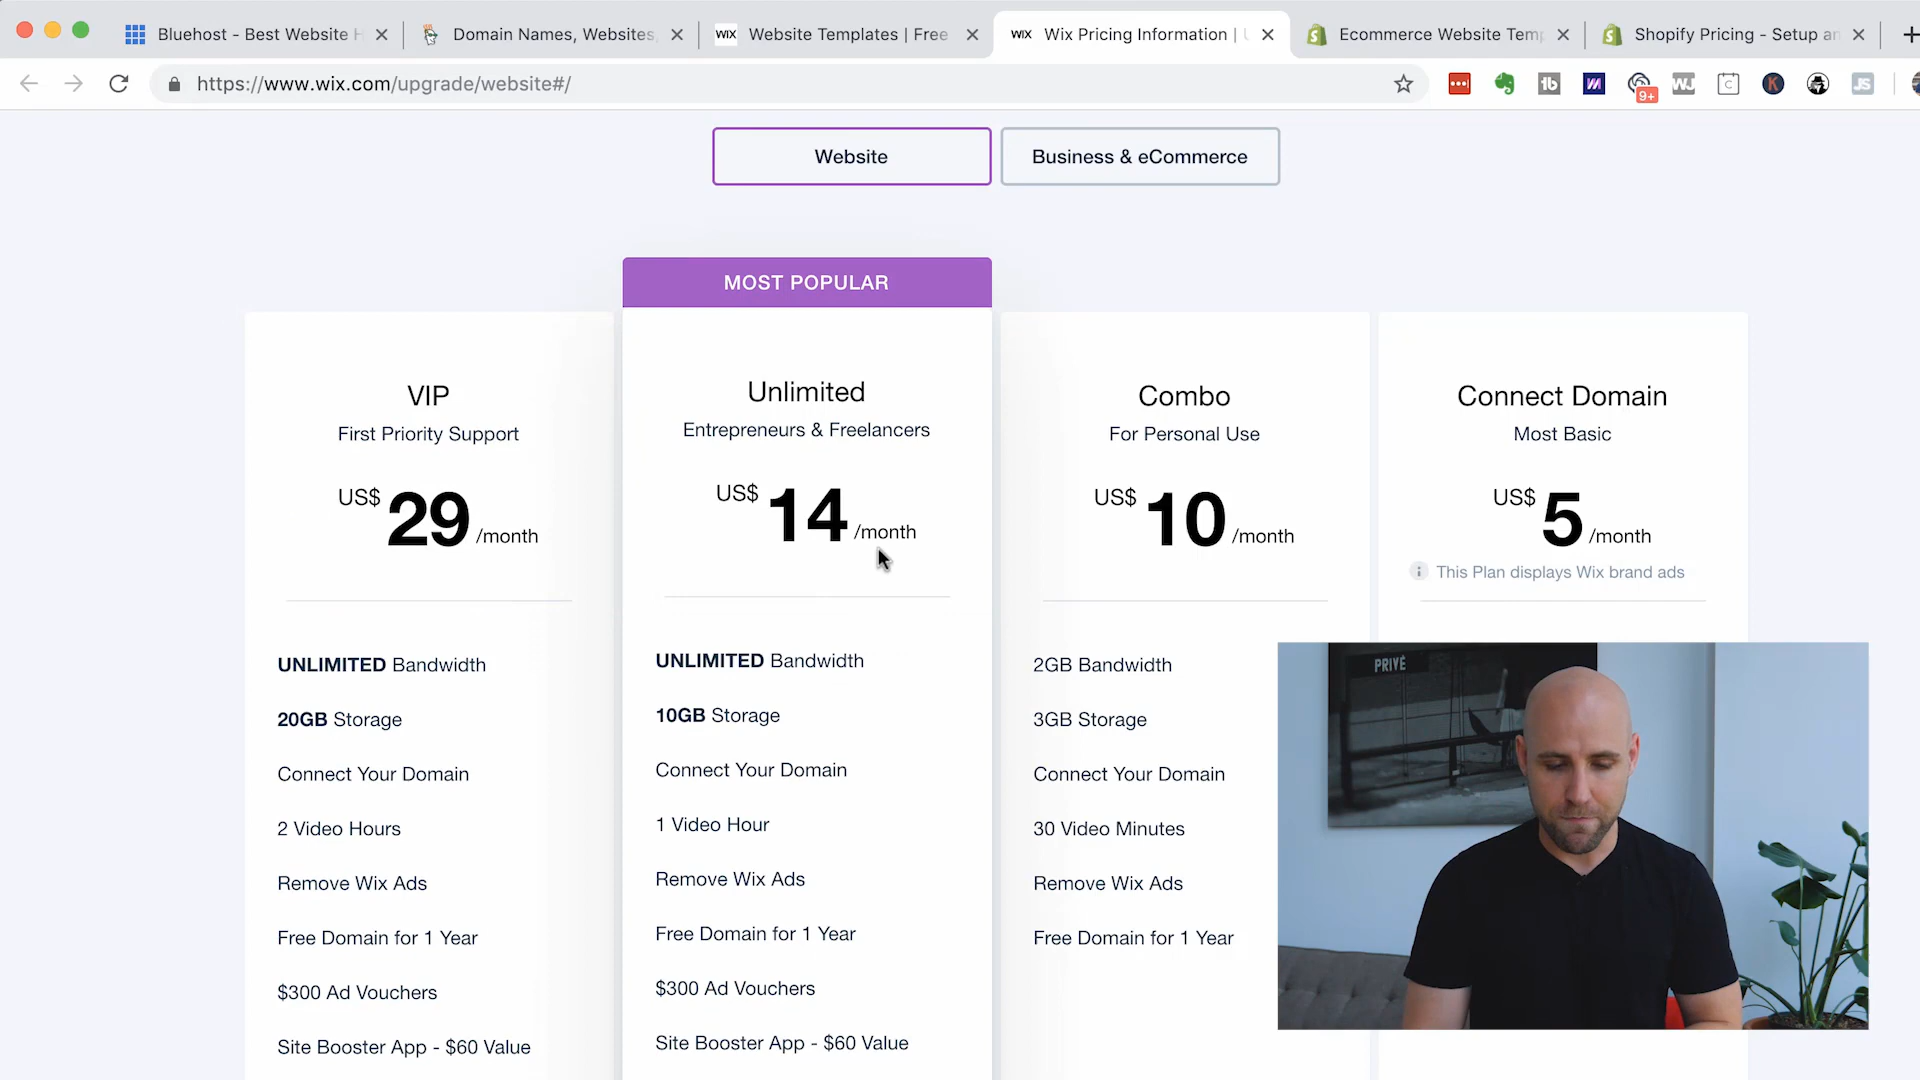 Bluehost - Best Website H
Domain Names, Websites,
WIX Website Templates | Free
WIX Wix Pricing Information | U
Ecommerce Website Temp
Shopify Pricing - Setup an
https://www.wix.com/upgrade/website#/
9+
Website
Business & eCommerce
MOST POPULAR
VIP
First Priority Support
US$ 29 /month
UNLIMITED Bandwidth
20GB Storage
Connect Your Domain
2 Video Hours
Remove Wix Ads
Free Domain for 1 Year
$300 Ad Vouchers
Site Booster App - $60 Value
Unlimited
Entrepreneurs & Freelancers
US$ 14 /month
UNLIMITED Bandwidth
10GB Storage
Connect Your Domain
1 Video Hour
Remove Wix Ads
Free Domain for 1 Year
$300 Ad Vouchers
Site Booster App - $60 Value
Combo
For Personal Use
US$ 10 /month
2GB Bandwidth
3GB Storage
Connect Your Domain
30 Video Minutes
Remove Wix Ads
Free Domain for 1 Year
Connect Domain
Most Basic
US$ 5 /month
This Plan displays Wix brand ads
PRIVÉ